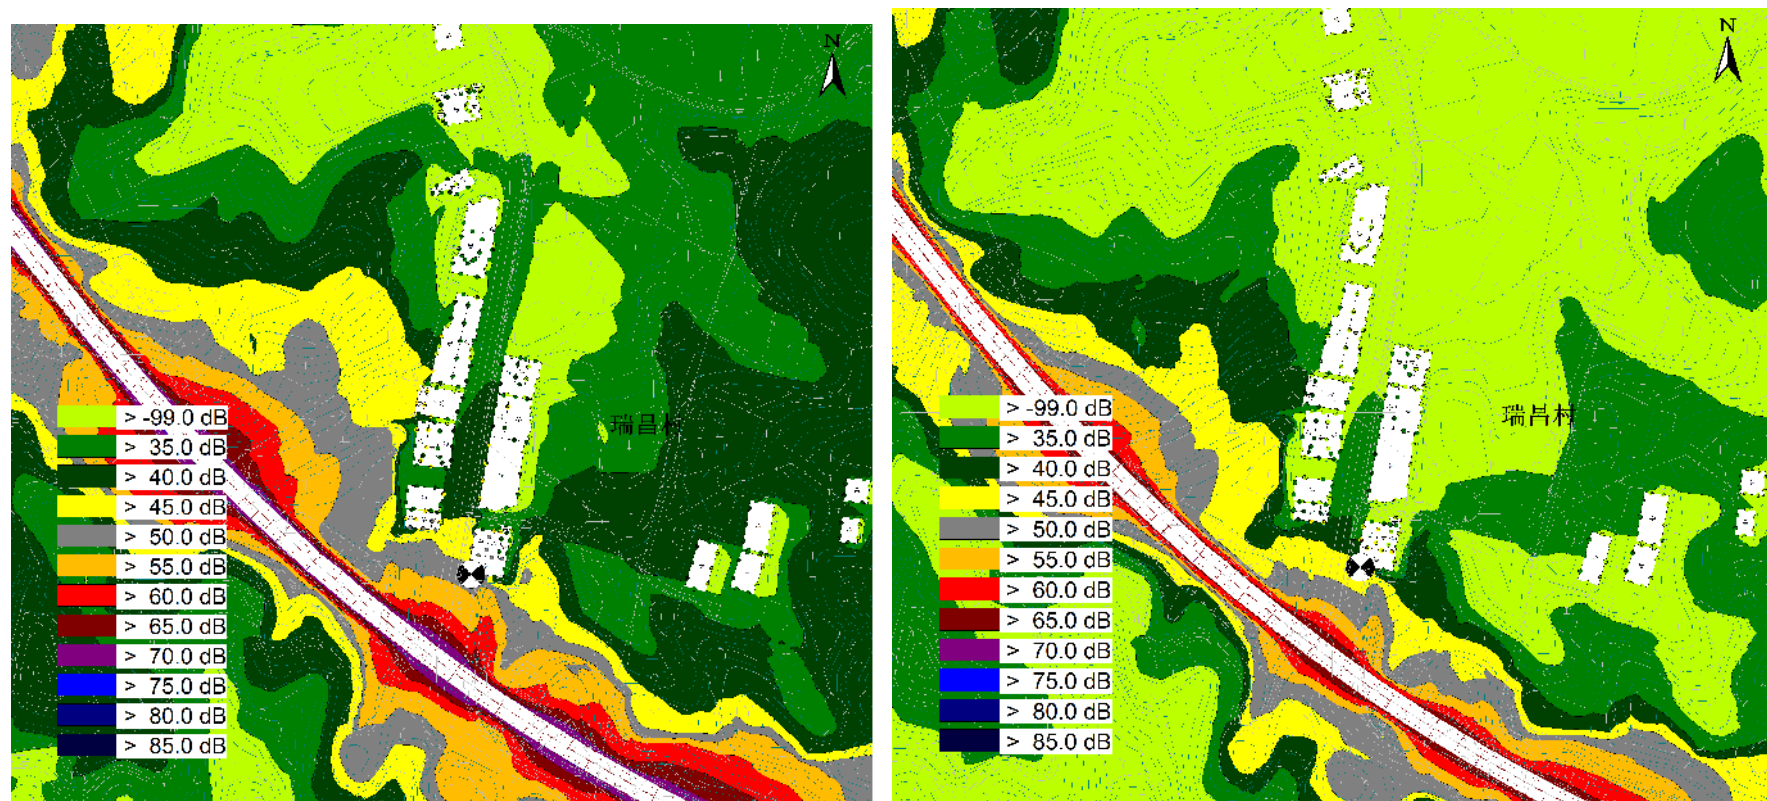 N
瑞昌村
> -99.0 dB
> 35.0 dB
> 40.0 dB
> 45.0 dB
> 50.0 dB
> 55.0 dB
> 60.0 dB
> 65.0 dB
> 70.0 dB
> 75.0 dB
> 80.0 dB
> 85.0 dB
N
瑞昌村
> -99.0 dB
> 35.0 dB
> 40.0 dB
> 45.0 dB
> 50.0 dB
> 55.0 dB
> 60.0 dB
> 65.0 dB
> 70.0 dB
> 75.0 dB
> 80.0 dB
> 85.0 dB